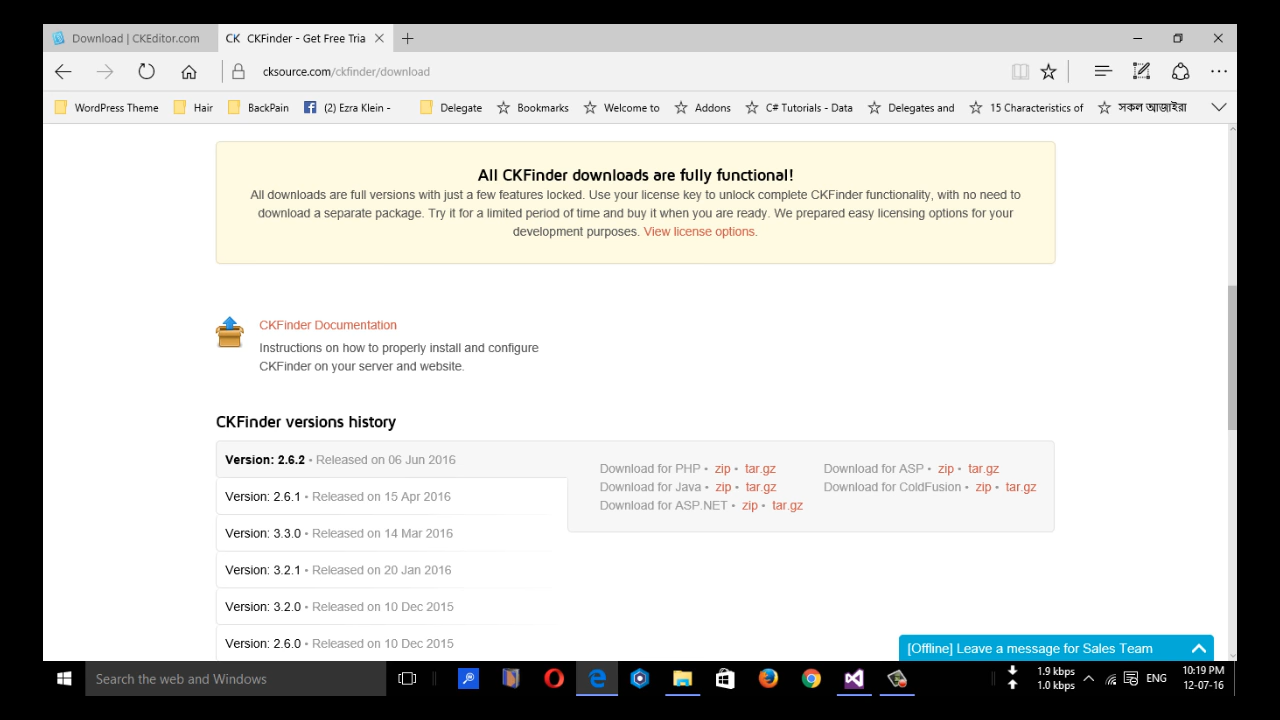 Download | CKEditor.com
CK CKFinder - Get Free Tria
cksource.com/ckfinder/download
WordPress Theme Hair BackPain (2) Ezra Klein - Delegate Bookmarks Welcome to Addons C# Tutorials - Data Delegates and 15 Characteristics of সকল আজাইরা
All CKFinder downloads are fully functional!
All downloads are full versions with just a few features locked. Use your license key to unlock complete CKFinder functionality, with no need to
download a separate package. Try it for a limited period of time and buy it when you are ready. We prepared easy licensing options for your
development purposes. View license options.
CKFinder Documentation
Instructions on how to properly install and configure
CKFinder on your server and website.
CKFinder versions history
Version: 2.6.2 • Released on 06 Jun 2016
Version: 2.6.1 • Released on 15 Apr 2016
Version: 3.3.0 • Released on 14 Mar 2016
Version: 3.2.1 • Released on 20 Jan 2016
Version: 3.2.0 • Released on 10 Dec 2015
Version: 2.6.0 • Released on 10 Dec 2015
Download for PHP • zip • tar.gz
Download for Java • zip • tar.gz
Download for ASP.NET • zip • tar.gz
Download for ASP • zip • tar.gz
Download for ColdFusion • zip • tar.gz
[Offline] Leave a message for Sales Team
Search the web and Windows
1.9 kbps
1.0 kbps
ENG
10:19 PM
12-07-16